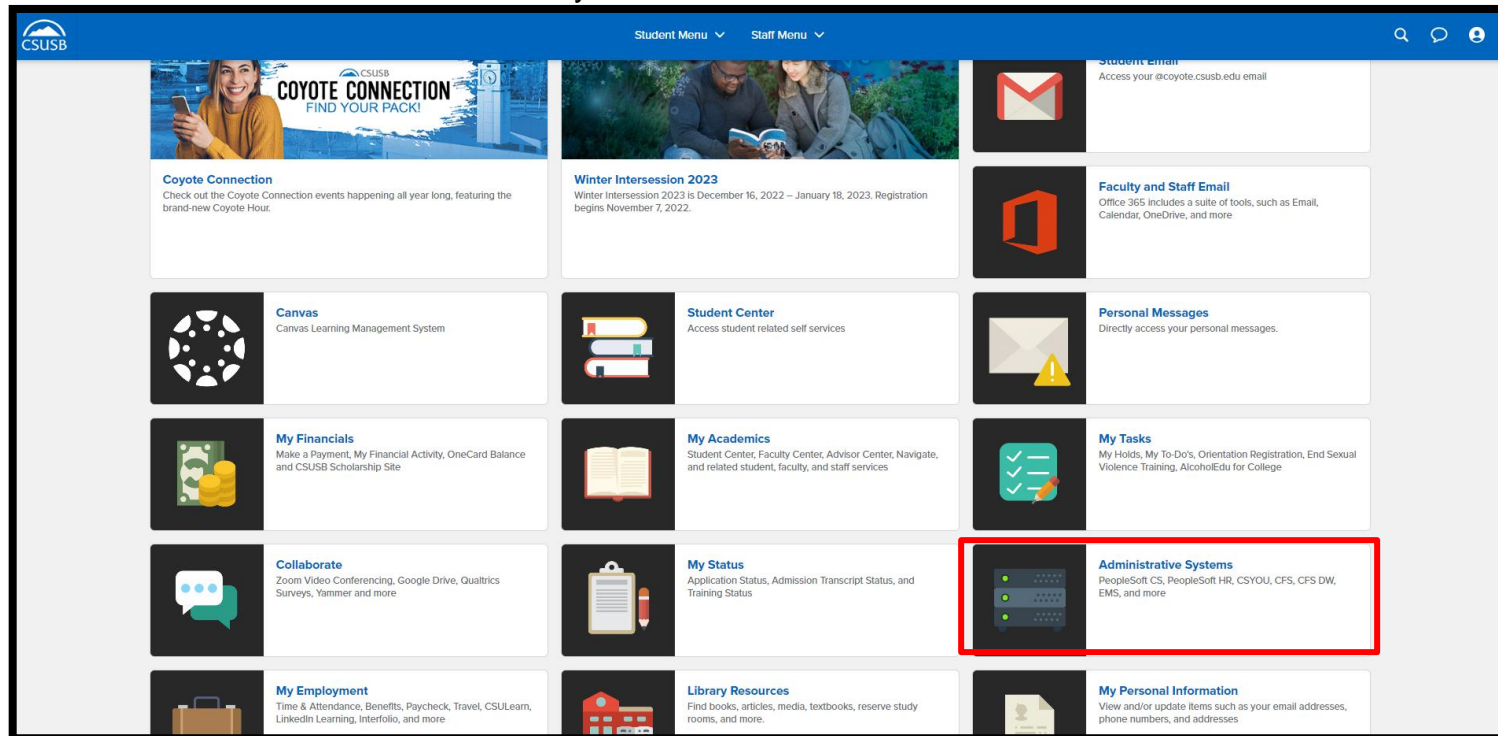 CSUSB
Student Menu
Staff Menu
CSUSB
COYOTE CONNECTION
FIND YOUR PACK!
Coyote Connection
Check out the Coyote Connection events happening all year long, featuring the
brand-new Coyote Hour.
Winter Intersession 2023
Winter Intersession 2023 is December 16, 2022 – January 18, 2023. Registration
begins November 7, 2022.
Student Email
Access your @coyote.csusb.edu email
Faculty and Staff Email
Office 365 includes a suite of tools, such as Email,
Calendar, OneDrive, and more
Canvas
Canvas Learning Management System
Student Center
Access student related self services
Personal Messages
Directly access your personal messages.
My Financials
Make a Payment, My Financial Activity, OneCard Balance
and CSUSB Scholarship Site
My Academics
Student Center, Faculty Center, Advisor Center, Navigate,
and related student, faculty, and staff services
My Tasks
My Holds, My To-Do's, Orientation Registration, End Sexual
Violence Training, AlcoholEdu for College
Collaborate
Zoom Video Conferencing, Google Drive, Qualtrics
Surveys, Yammer and more
My Status
Application Status, Admission Transcript Status, and
Training Status
Administrative Systems
PeopleSoft CS, PeopleSoft HR, CSYOU, CFS, CFS DW,
EMS, and more
My Employment
Time & Attendance, Benefits, Paycheck, Travel, CSULearn,
LinkedIn Learning, Interfolio, and more
Library Resources
Find books, articles, media, textbooks, reserve study
rooms, and more.
My Personal Information
View and/or update items such as your email addresses,
phone numbers, and addresses